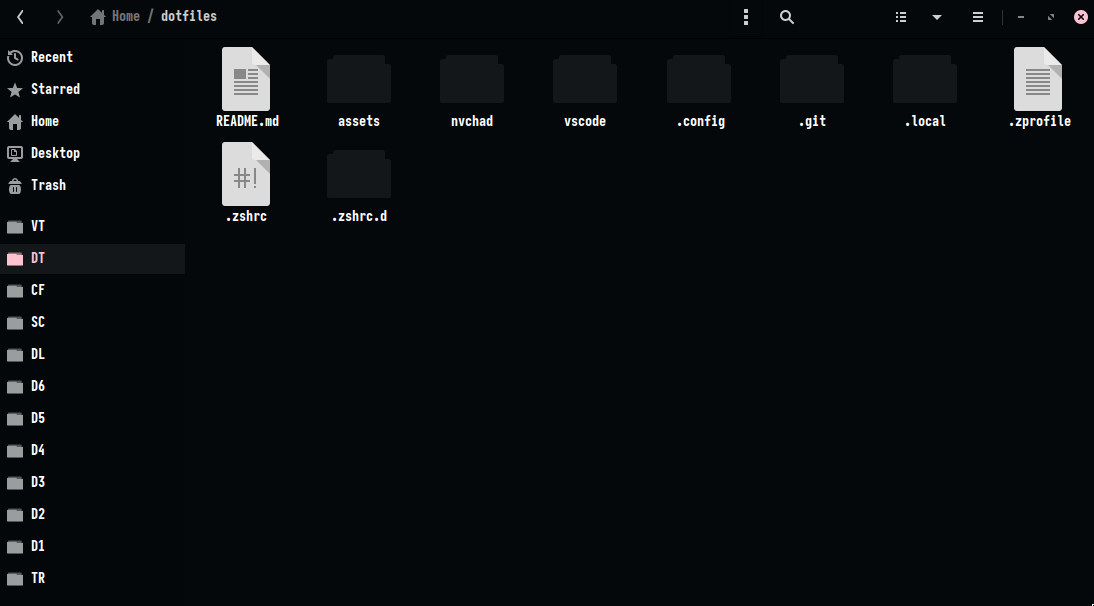 Home / dotfiles
Recent
Starred
Home
Desktop
Trash
VT
DT
CF
SC
DL
D6
D5
D4
D3
D2
D1
TR
README.md assets nvchad vscode .config .git .local .zprofile
#!
.zshrc .zshrc.d